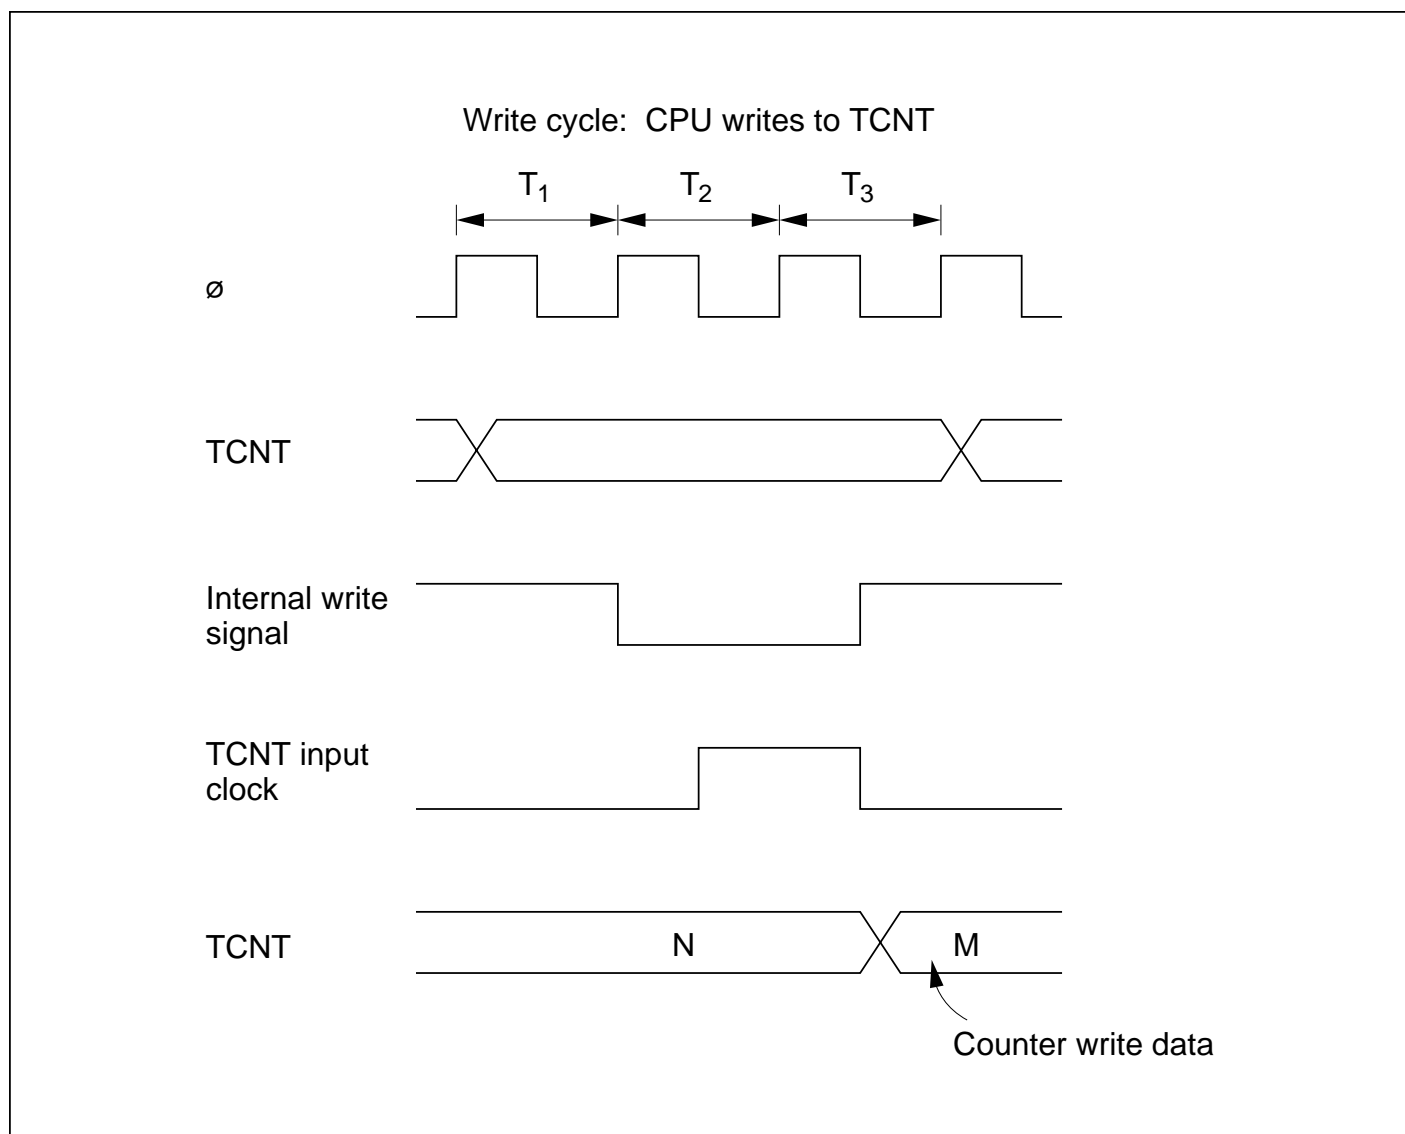 Write cycle: CPU writes to TCNT
T1 T2 T3
ø
TCNT
Internal write
signal
TCNT input
clock
TCNT N M
Counter write data